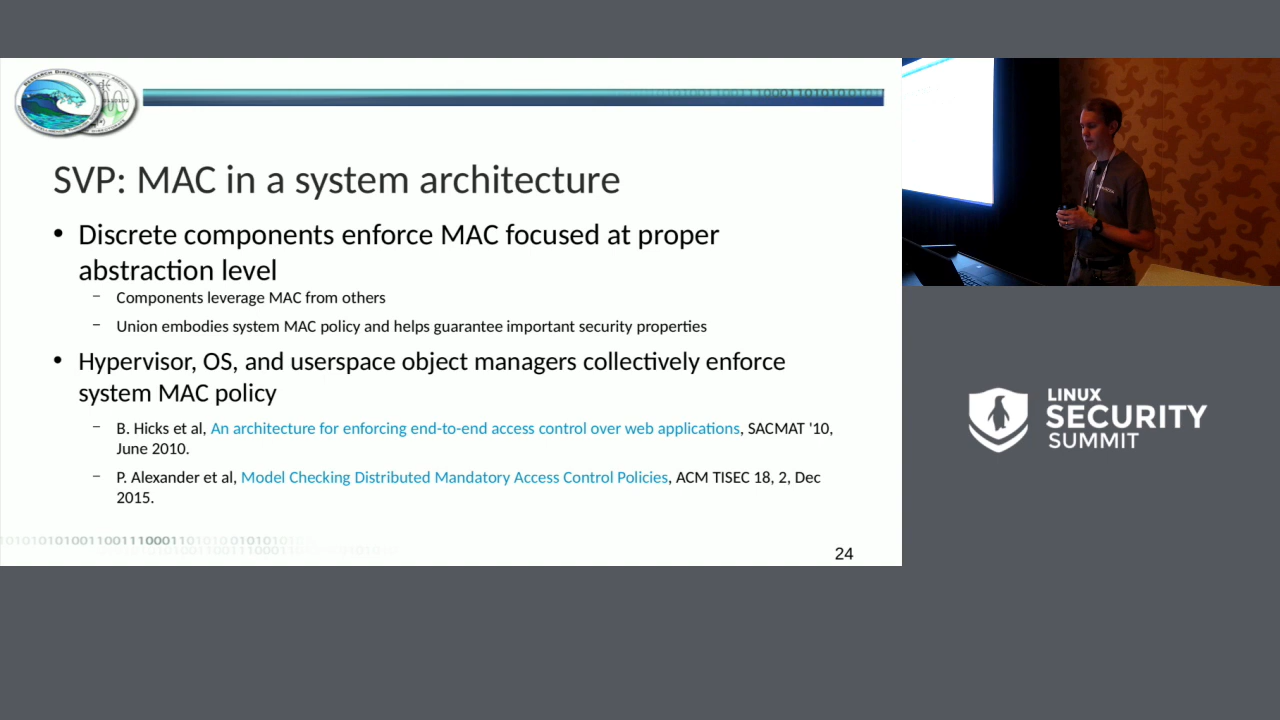 SVP: MAC in a system architecture
• Discrete components enforce MAC focused at proper
abstraction level
– Components leverage MAC from others
– Union embodies system MAC policy and helps guarantee important security properties
• Hypervisor, OS, and userspace object managers collectively enforce
system MAC policy
– B. Hicks et al, An architecture for enforcing end-to-end access control over web applications, SACMAT '10,
June 2010.
– P. Alexander et al, Model Checking Distributed Mandatory Access Control Policies, ACM TISEC 18, 2, Dec
2015.
24
LINUX
SECURITY
SUMMIT